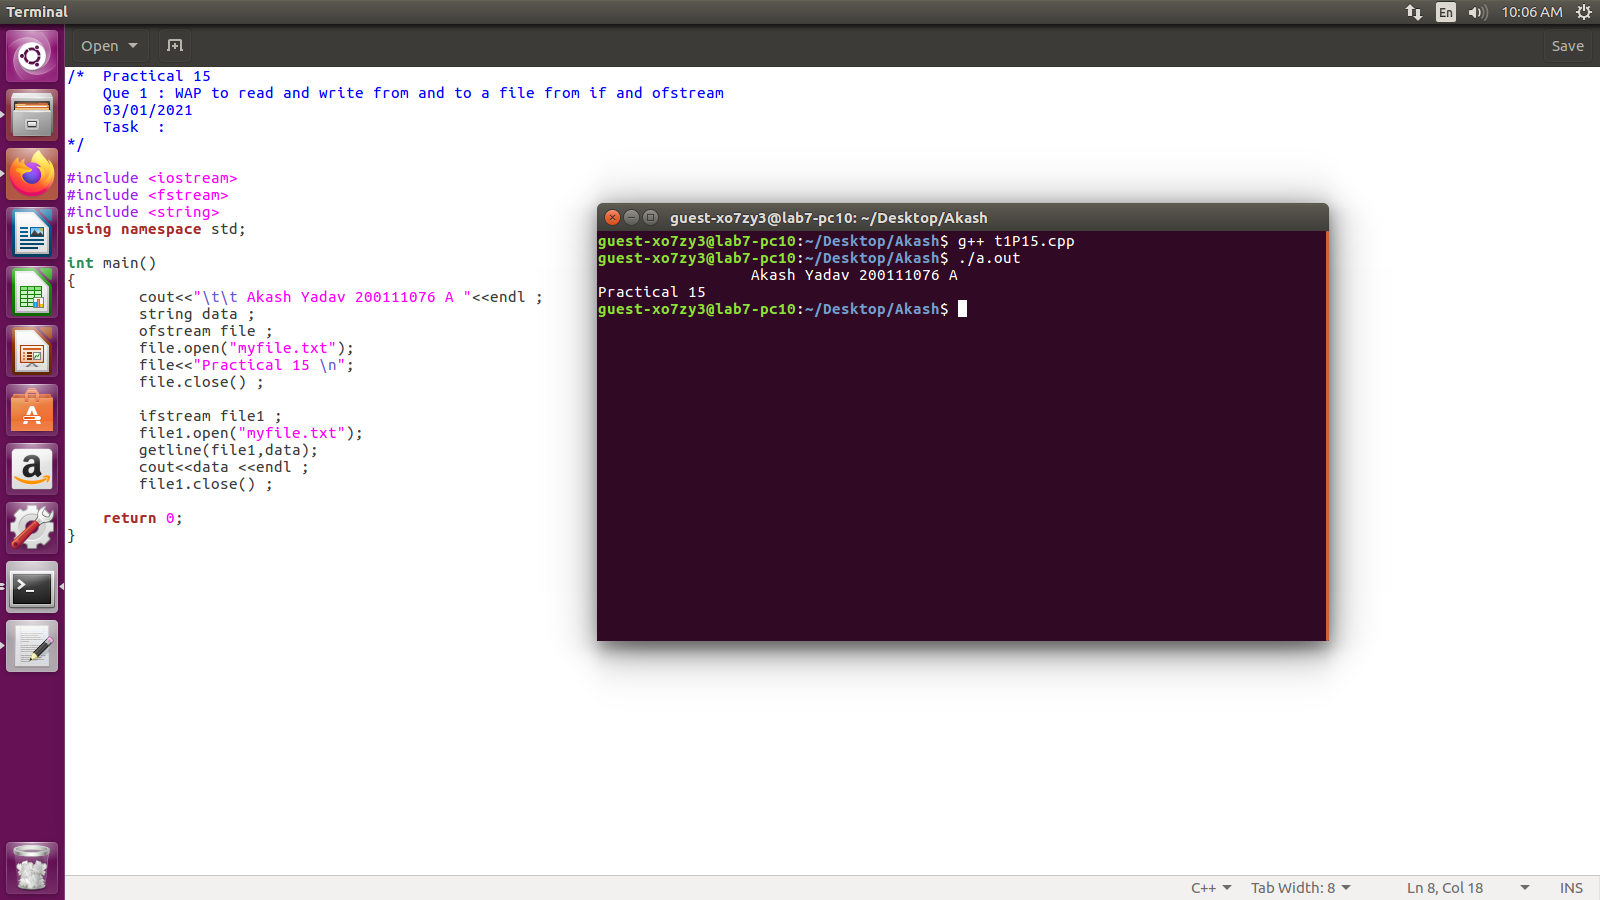 Terminal
En
10:06 AM
Open
Save
/*  Practical 15
    Que 1 : WAP to read and write from and to a file from if and ofstream
    03/01/2021
    Task  :
*/
#include <iostream>
#include <fstream>
#include <string>
using namespace std;
int main()
{
        cout<<"\t\t Akash Yadav 200111076 A "<<endl ;
        string data ;
        ofstream file ;
        file.open("myfile.txt");
        file<<"Practical 15 \n";
        file.close() ;
        ifstream file1 ;
        file1.open("myfile.txt");
        getline(file1,data);
        cout<<data <<endl ;
        file1.close() ;
    return 0;
}
guest-xo7zy3@lab7-pc10: ~/Desktop/Akash
guest-xo7zy3@lab7-pc10:~/Desktop/Akash$ g++ t1P15.cpp
guest-xo7zy3@lab7-pc10:~/Desktop/Akash$ ./a.out
                 Akash Yadav 200111076 A
Practical 15
guest-xo7zy3@lab7-pc10:~/Desktop/Akash$
C++
Tab Width: 8
Ln 8, Col 18
INS